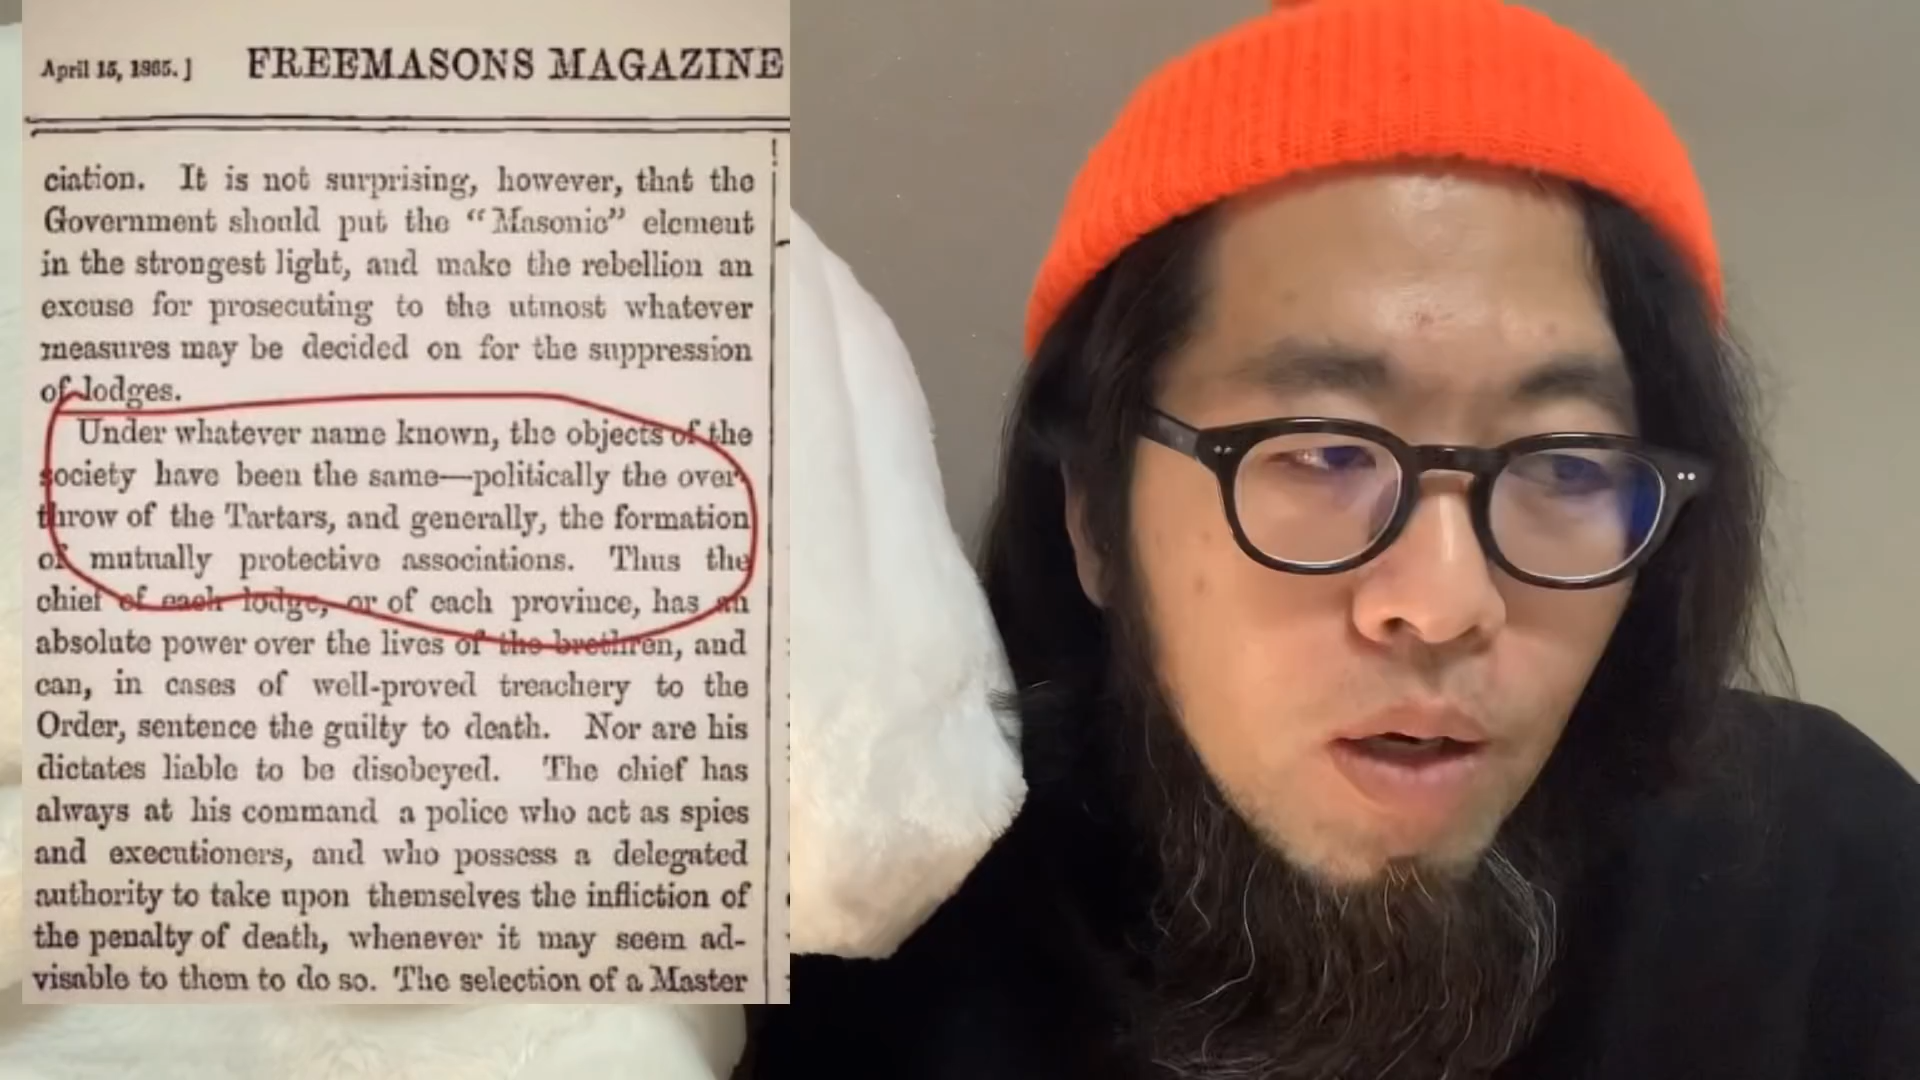 April 15, 1865.] FREEMASONS MAGAZINE
ciation. It is not surprising, however, that the
Government should put the “Masonic” element
in the strongest light, and make the rebellion an
excuse for prosecuting to the utmost whatever
measures may be decided on for the suppression
of lodges.
Under whatever name known, the objects of the
society have been the same—politically the over-
throw of the Tartars, and generally, the formation
of mutually protective associations. Thus the
chief of each lodge, or of each province, has an
absolute power over the lives of the brethren, and
can, in cases of well-proved treachery to the
Order, sentence the guilty to death. Nor are his
dictates liable to be disobeyed. The chief has
always at his command a police who act as spies
and executioners, and who possess a delegated
authority to take upon themselves the infliction of
the penalty of death, whenever it may seem ad-
visable to them to do so. The selection of a Master